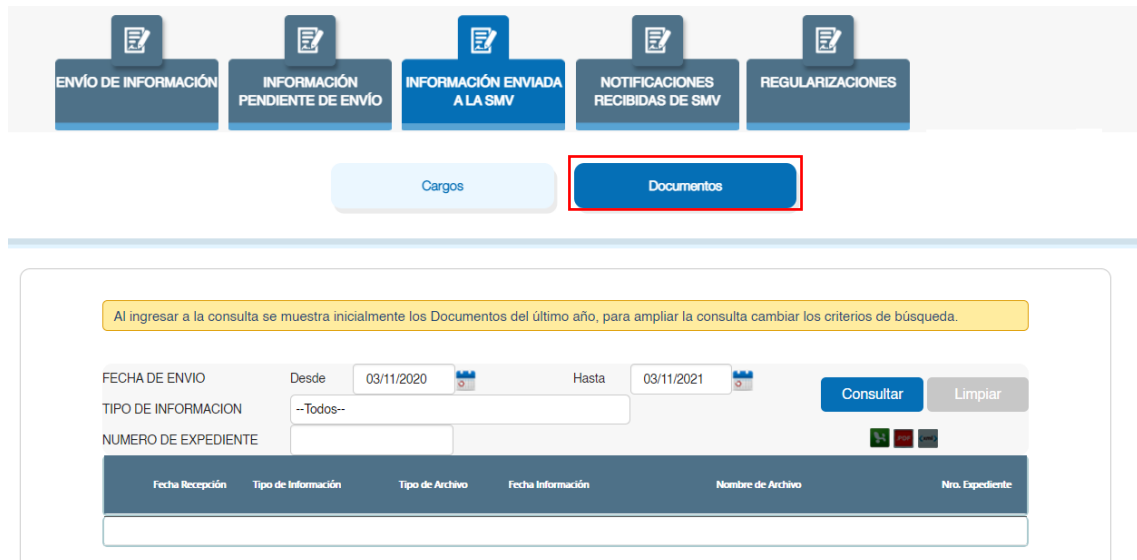 ENVÍO DE INFORMACIÓN
INFORMACIÓN
PENDIENTE DE ENVÍO
INFORMACIÓN ENVIADA
A LA SMV
NOTIFICACIONES
RECIBIDAS DE SMV
REGULARIZACIONES
Cargos
Documentos
Al ingresar a la consulta se muestra inicialmente los Documentos del último año, para ampliar la consulta cambiar los criterios de búsqueda.
FECHA DE ENVIO Desde 03/11/2020 Hasta 03/11/2021
Consultar Limpiar
TIPO DE INFORMACION --Todos--
NUMERO DE EXPEDIENTE
PDF
Fecha Recepción Tipo de Información Tipo de Archivo Fecha Información Nombre de Archivo Nro. Expediente